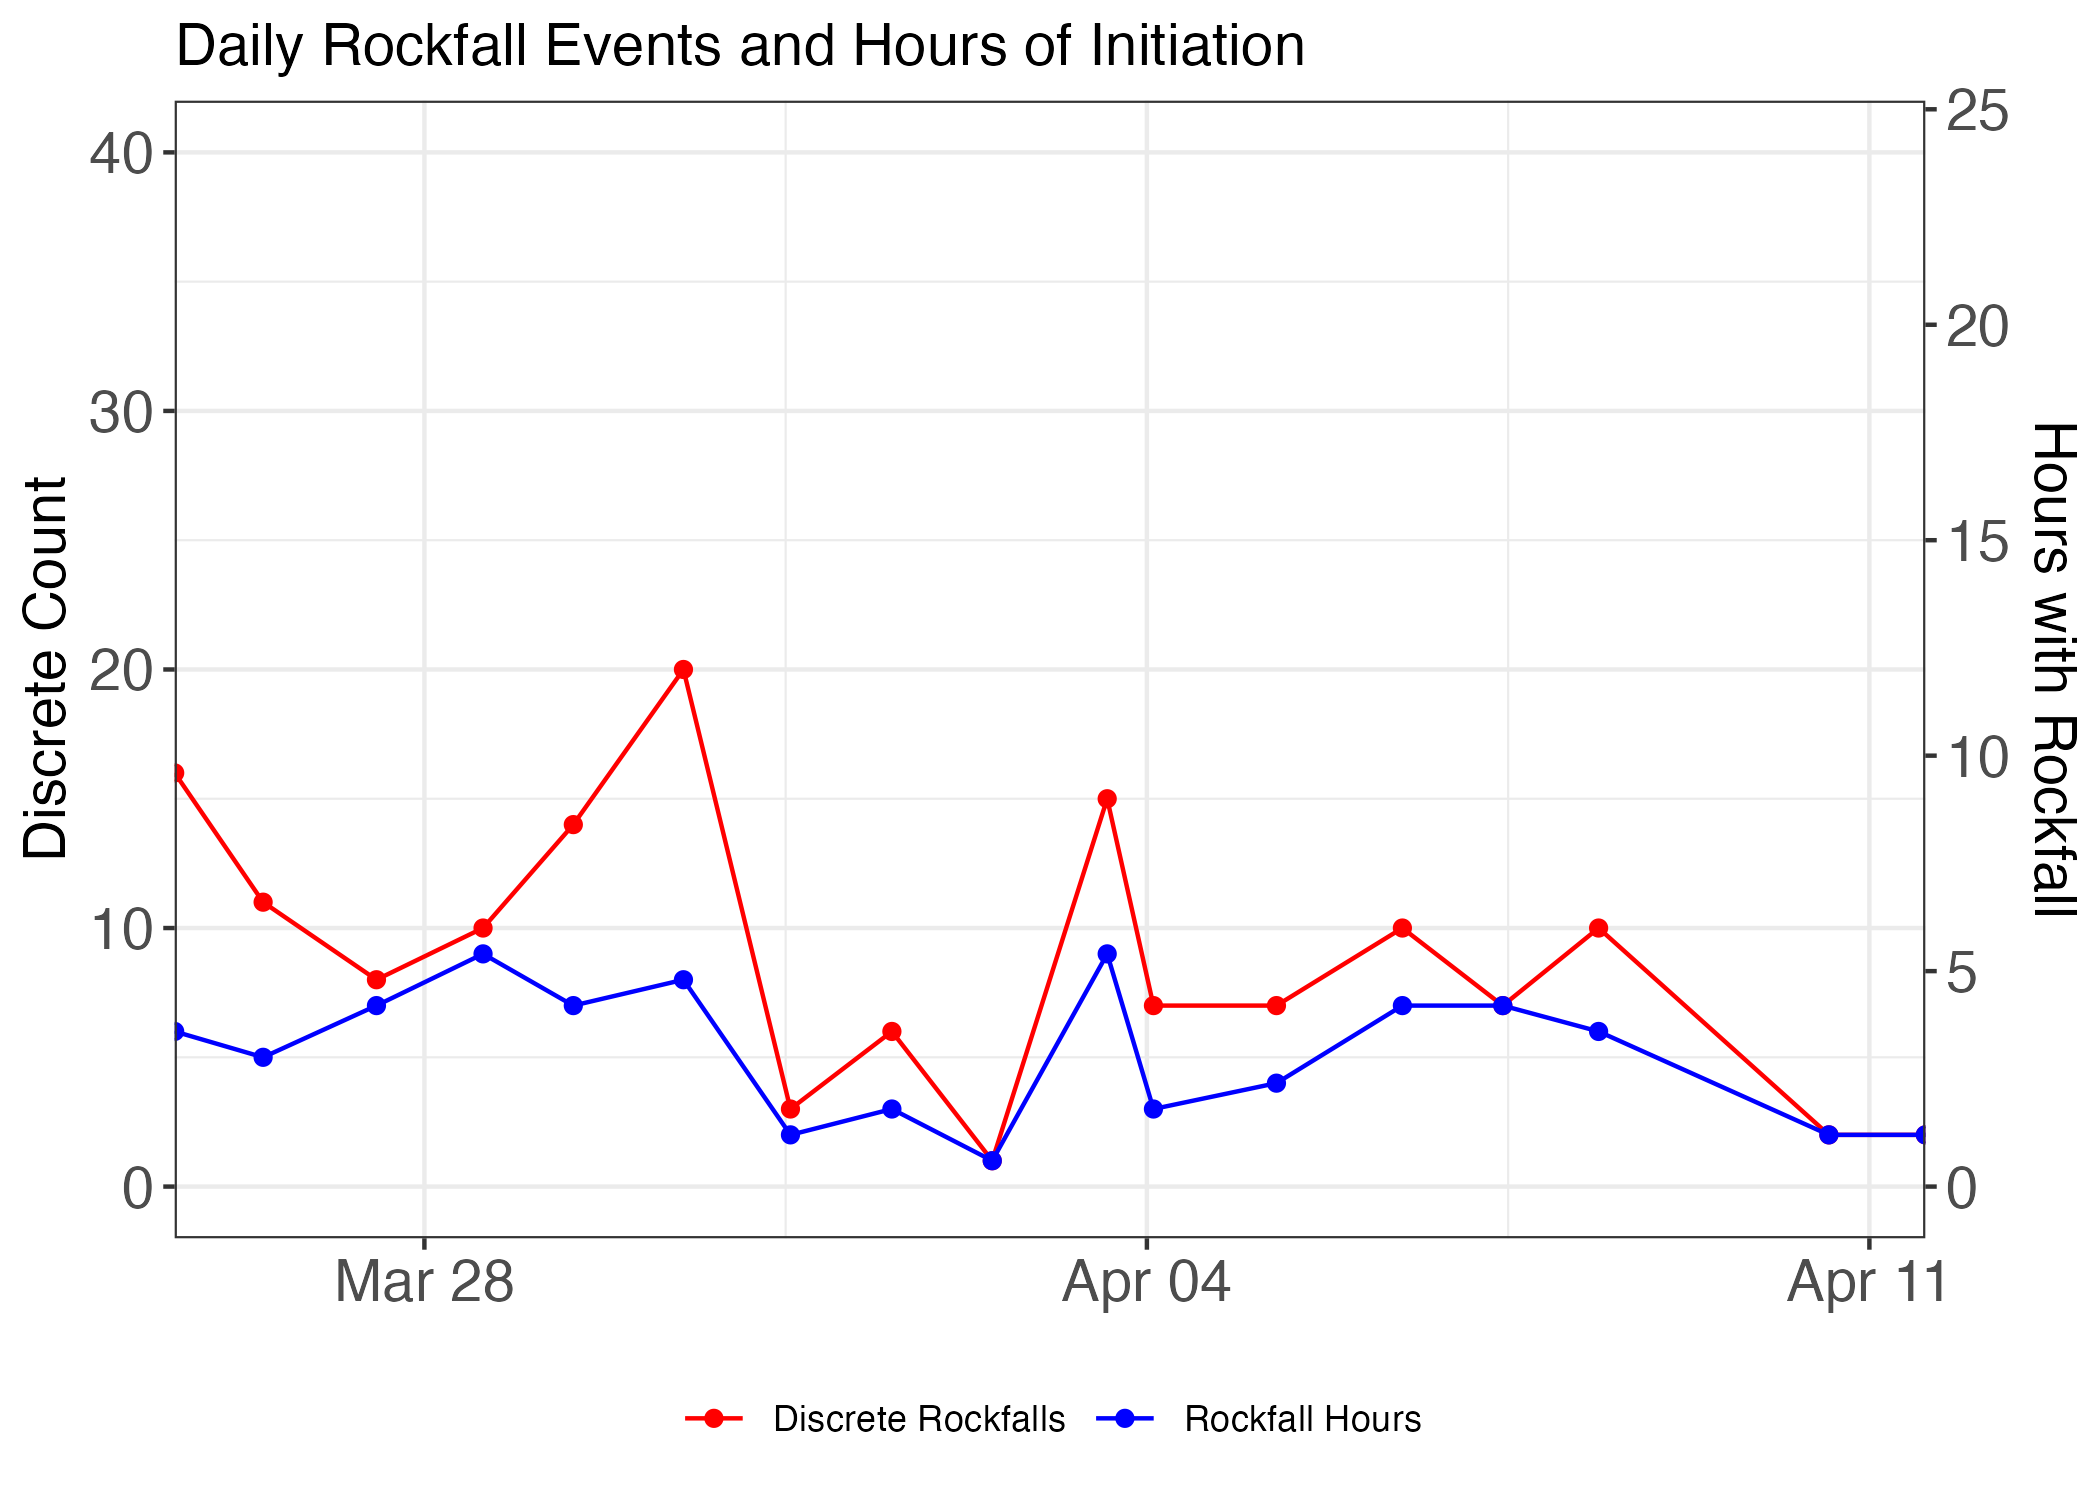 Daily Rockfall Events and Hours of Initiation
Discrete Count
40
30
20
10
0
25
20
15
10
5
0
Hours with Rockfall
Mar 28
Apr 04
Apr 11
Discrete Rockfalls
Rockfall Hours